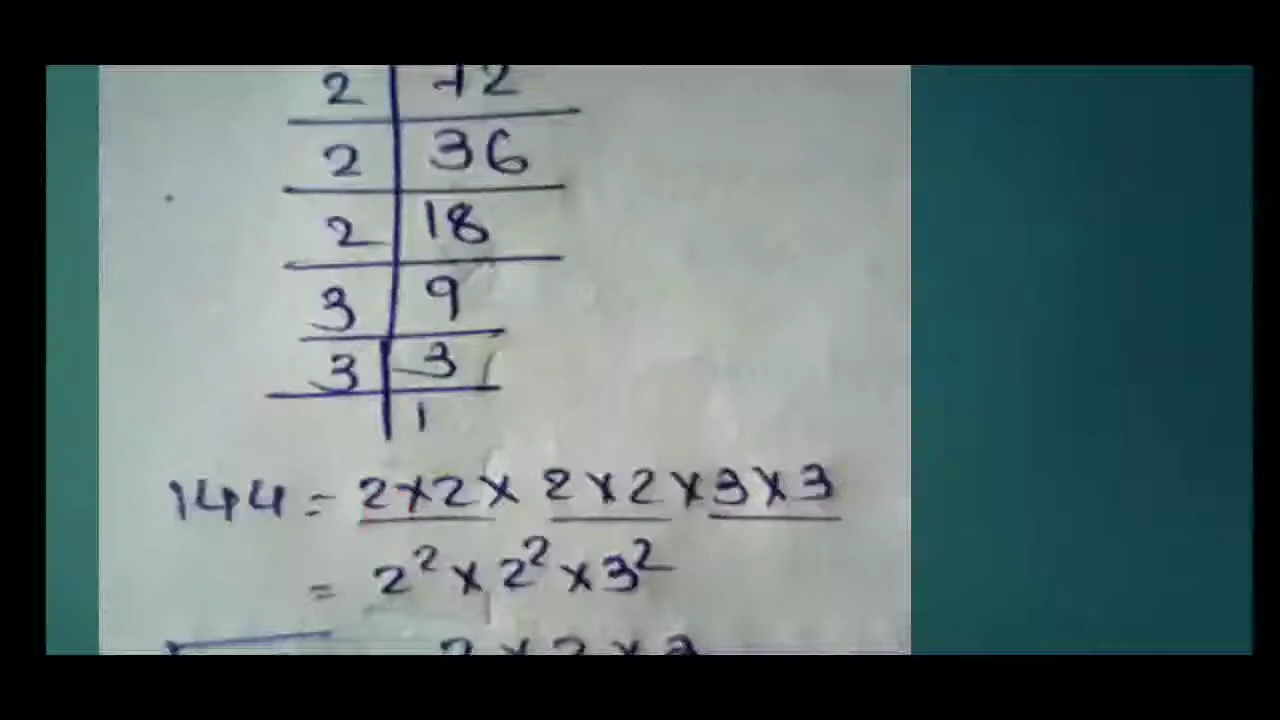 2 | 72
2 | 36
2 | 18
3 | 9
3 | 3
1
144 = 2×2× 2×2×3×3
= 2²×2²×3²